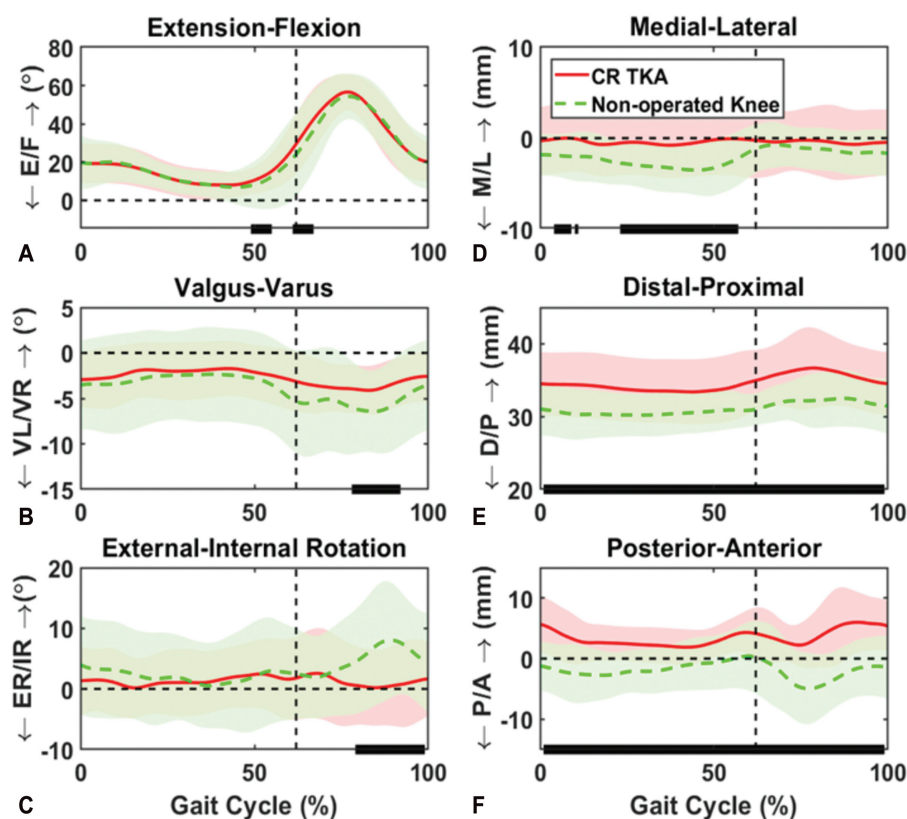 Extension-Flexion
80
60
40
20
0
← E/F → (°)
A
0
50
100
Medial-Lateral
10
0
-10
← M/L → (mm)
CR TKA
Non-operated Knee
D
0
50
100
Valgus-Varus
5
0
-5
-10
-15
← VL/VR → (°)
B
0
50
100
Distal-Proximal
40
30
20
← D/P → (mm)
E
0
50
100
External-Internal Rotation
20
10
0
-10
← ER/IR →(°)
C
0
50
100
Gait Cycle (%)
Posterior-Anterior
10
0
-10
← P/A → (mm)
F
0
50
100
Gait Cycle (%)